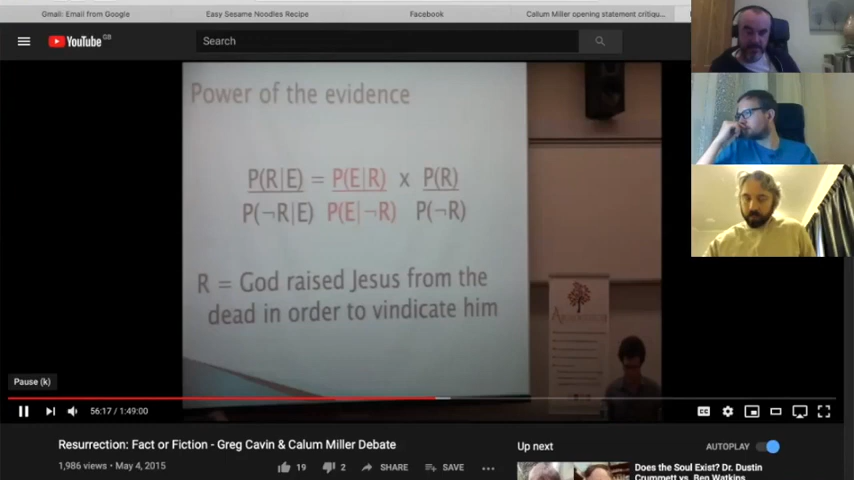 Gmail: Email from Google
Easy Sesame Noodles Recipe
Facebook
Callum Miller opening statement critiqu...
YouTube GB
Search
Power of the evidence
P(R|E) = P(E|R) x P(R)
P(¬R|E) P(E|¬R) P(¬R)
R = God raised Jesus from the
dead in order to vindicate him
Pause (k)
56:17 / 1:49:00
Resurrection: Fact or Fiction - Greg Cavin & Calum Miller Debate
1,986 views • May 4, 2015
19
2
SHARE
SAVE
Up next
AUTOPLAY
Does the Soul Exist? Dr. Dustin
Crummett vs. Ben Watkins